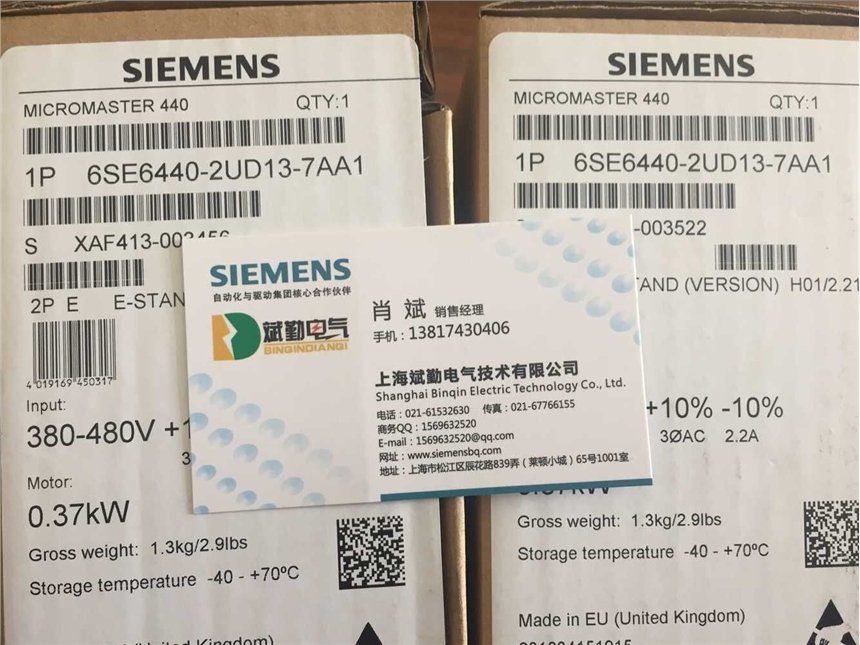 SIEMENS
MICROMASTER 440 QTY:1
1P 6SE6440-2UD13-7AA1
S XAF413-003456
2P E E-STAN
4 019169 450317
Input:
380-480V +1
3
Motor:
0.37kW
Gross weight: 1.3kg/2.9lbs
Storage temperature -40 - +70°C
SIEMENS
MICROMASTER 440 QTY:1
1P 6SE6440-2UD13-7AA1
-003522
TAND (VERSION) H01/2.21
+10% -10%
3ØAC 2.2A
0.37kW
Gross weight: 1.3kg/2.9lbs
Storage temperature -40 - +70°C
Made in EU (United Kingdom)
SIEMENS
自动化与驱动集团核心合作伙伴
斌勤电气
BINGINDIANQI
肖 斌 销售经理
手机：13817430406
上海斌勤电气技术有限公司
Shanghai Binqin Electric Technology Co., Ltd.
电话：021-61532630 传真：021-67766155
商务QQ：1569632520
E-mail：1569632520@qq.com
网址：www.siemensbq.com
地址：上海市松江区辰花路839弄（莱顿小城）65号1001室